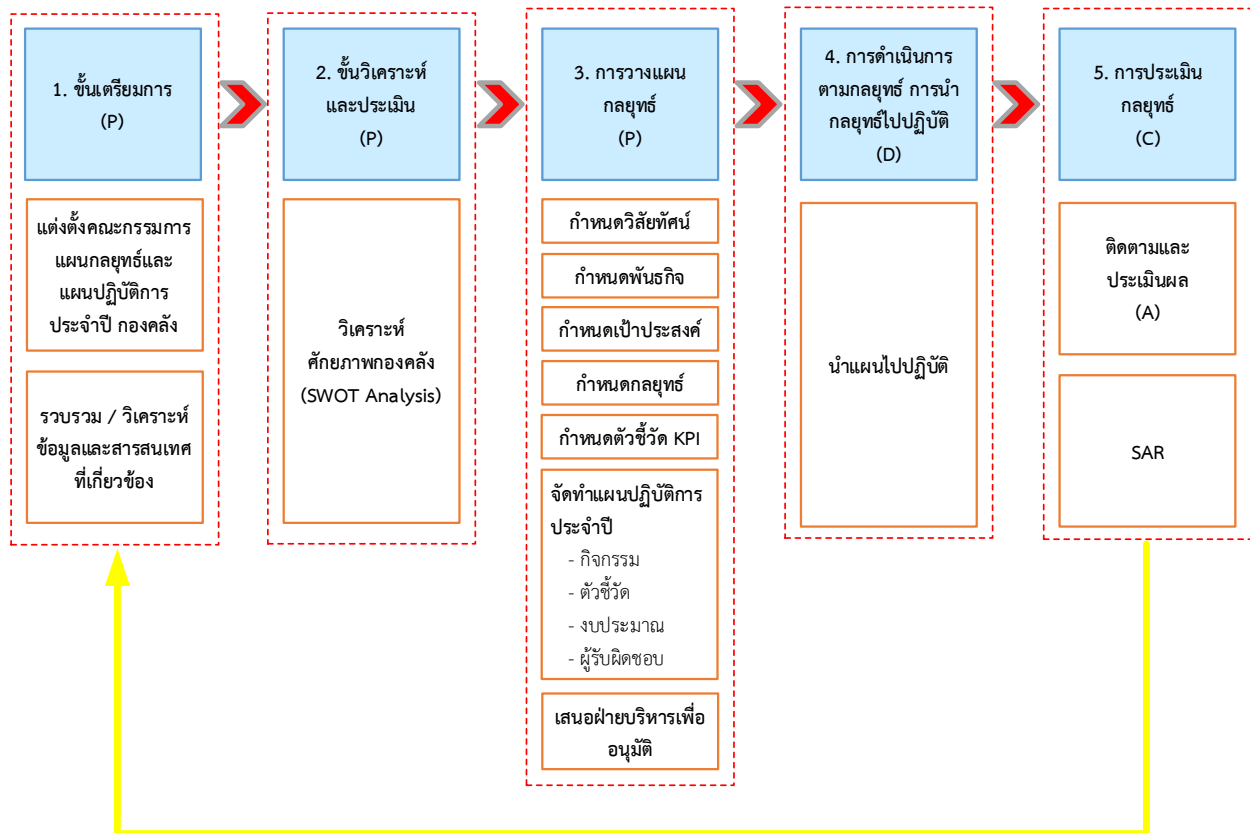 1. ขั้นเตรียมการ
(P)
แต่งตั้งคณะกรรมการ
แผนกลยุทธ์และ
แผนปฏิบัติการ
ประจำปี กองคลัง
รวบรวม / วิเคราะห์
ข้อมูลและสารสนเทศ
ที่เกี่ยวข้อง
2. ขั้นวิเคราะห์
และประเมิน
(P)
วิเคราะห์
ศักยภาพกองคลัง
(SWOT Analysis)
3. การวางแผน
กลยุทธ์
(P)
กำหนดวิสัยทัศน์
กำหนดพันธกิจ
กำหนดเป้าประสงค์
กำหนดกลยุทธ์
กำหนดตัวชี้วัด KPI
จัดทำแผนปฏิบัติการ
ประจำปี
- กิจกรรม
- ตัวชี้วัด
- งบประมาณ
- ผู้รับผิดชอบ
เสนอฝ่ายบริหารเพื่อ
อนุมัติ
4. การดำเนินการ
ตามกลยุทธ์ การนำ
กลยุทธ์ไปปฏิบัติ
(D)
นำแผนไปปฏิบัติ
5. การประเมิน
กลยุทธ์
(C)
ติดตามและ
ประเมินผล
(A)
SAR